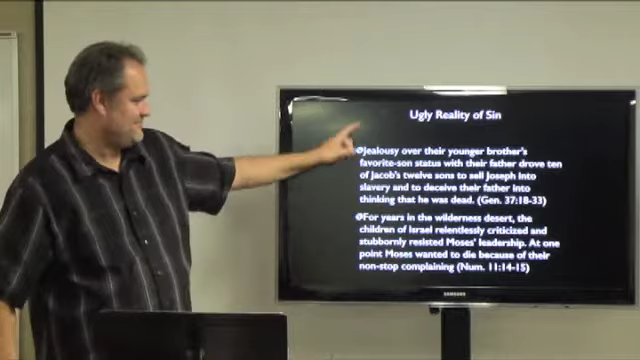 Ugly Reality of Sin
Jealousy over their younger brother's
favorite-son status with their father drove ten
of Jacob's twelve sons to sell Joseph into
slavery and to deceive their father into
thinking that he was dead. (Gen. 37:18-33)
For years in the wilderness desert, the
children of Israel relentlessly criticized and
stubbornly resisted Moses' leadership. At one
point Moses wanted to die because of their
non-stop complaining (Num. 11:14-15)
SAMSUNG